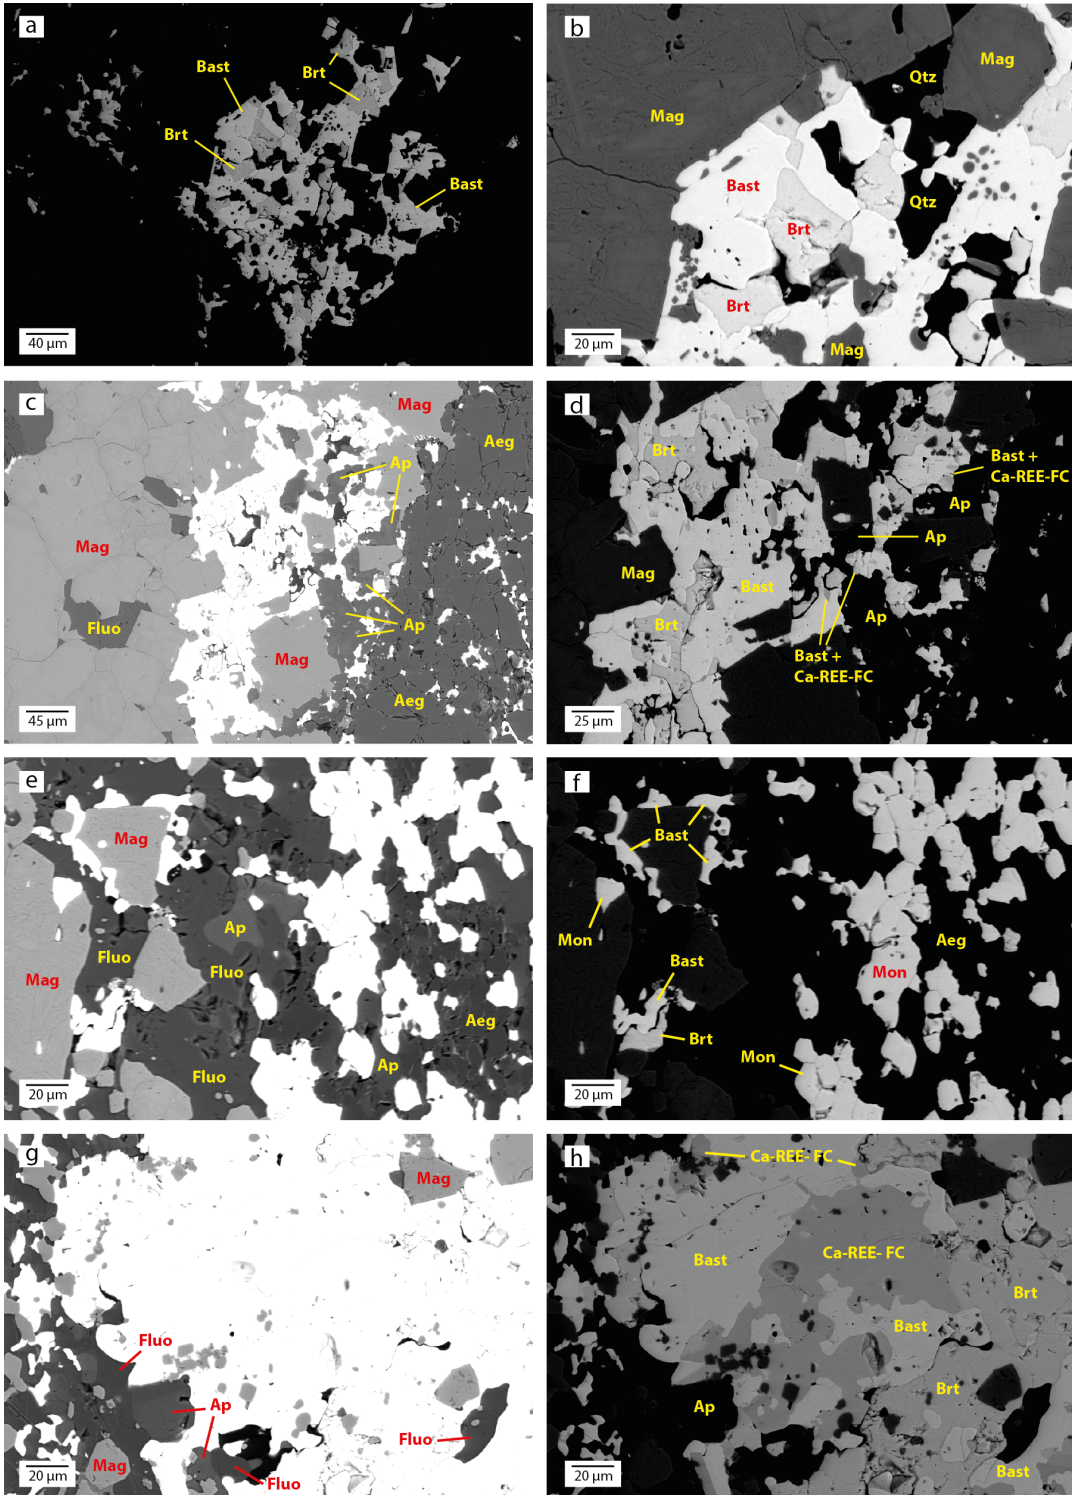 a
Bast
Brt
Brt
Bast
40 µm
b
Mag
Qtz
Mag
Bast
Qtz
Brt
Brt
Mag
20 µm
c
Mag
Aeg
Ap
Mag
Fluo
Ap
Mag
Aeg
45 µm
d
Brt
Bast +
Ca-REE-FC
Ap
Ap
Mag
Bast
Brt
Ap
Bast +
Ca-REE-FC
25 µm
e
Mag
Ap
Fluo
Fluo
Mag
Aeg
Ap
Fluo
20 µm
f
Bast
Mon
Aeg
Bast
Mon
Brt
Mon
20 µm
g
Mag
Fluo
Ap
Fluo
Mag
Fluo
20 µm
h
Ca-REE- FC
Ca-REE- FC
Bast
Brt
Bast
Brt
Ap
Bast
20 µm